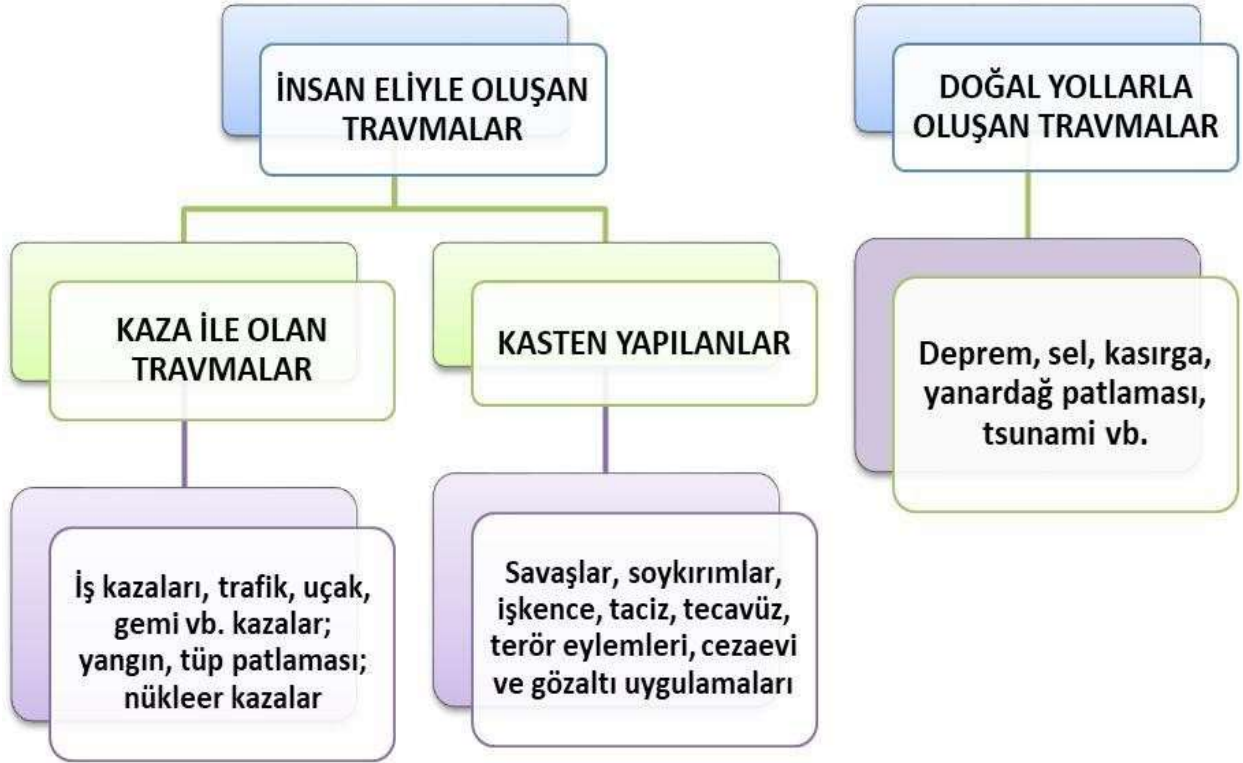 İNSAN ELİYLE OLUŞAN
TRAVMALAR
DOĞAL YOLLARLA
OLUŞAN TRAVMALAR
KAZA İLE OLAN
TRAVMALAR
KASTEN YAPILANLAR
Deprem, sel, kasırga,
yanardağ patlaması,
tsunami vb.
İş kazaları, trafik, uçak,
gemi vb. kazalar;
yangın, tüp patlaması;
nükleer kazalar
Savaşlar, soykırımlar,
işkence, taciz, tecavüz,
terör eylemleri, cezaevi
ve gözaltı uygulamaları